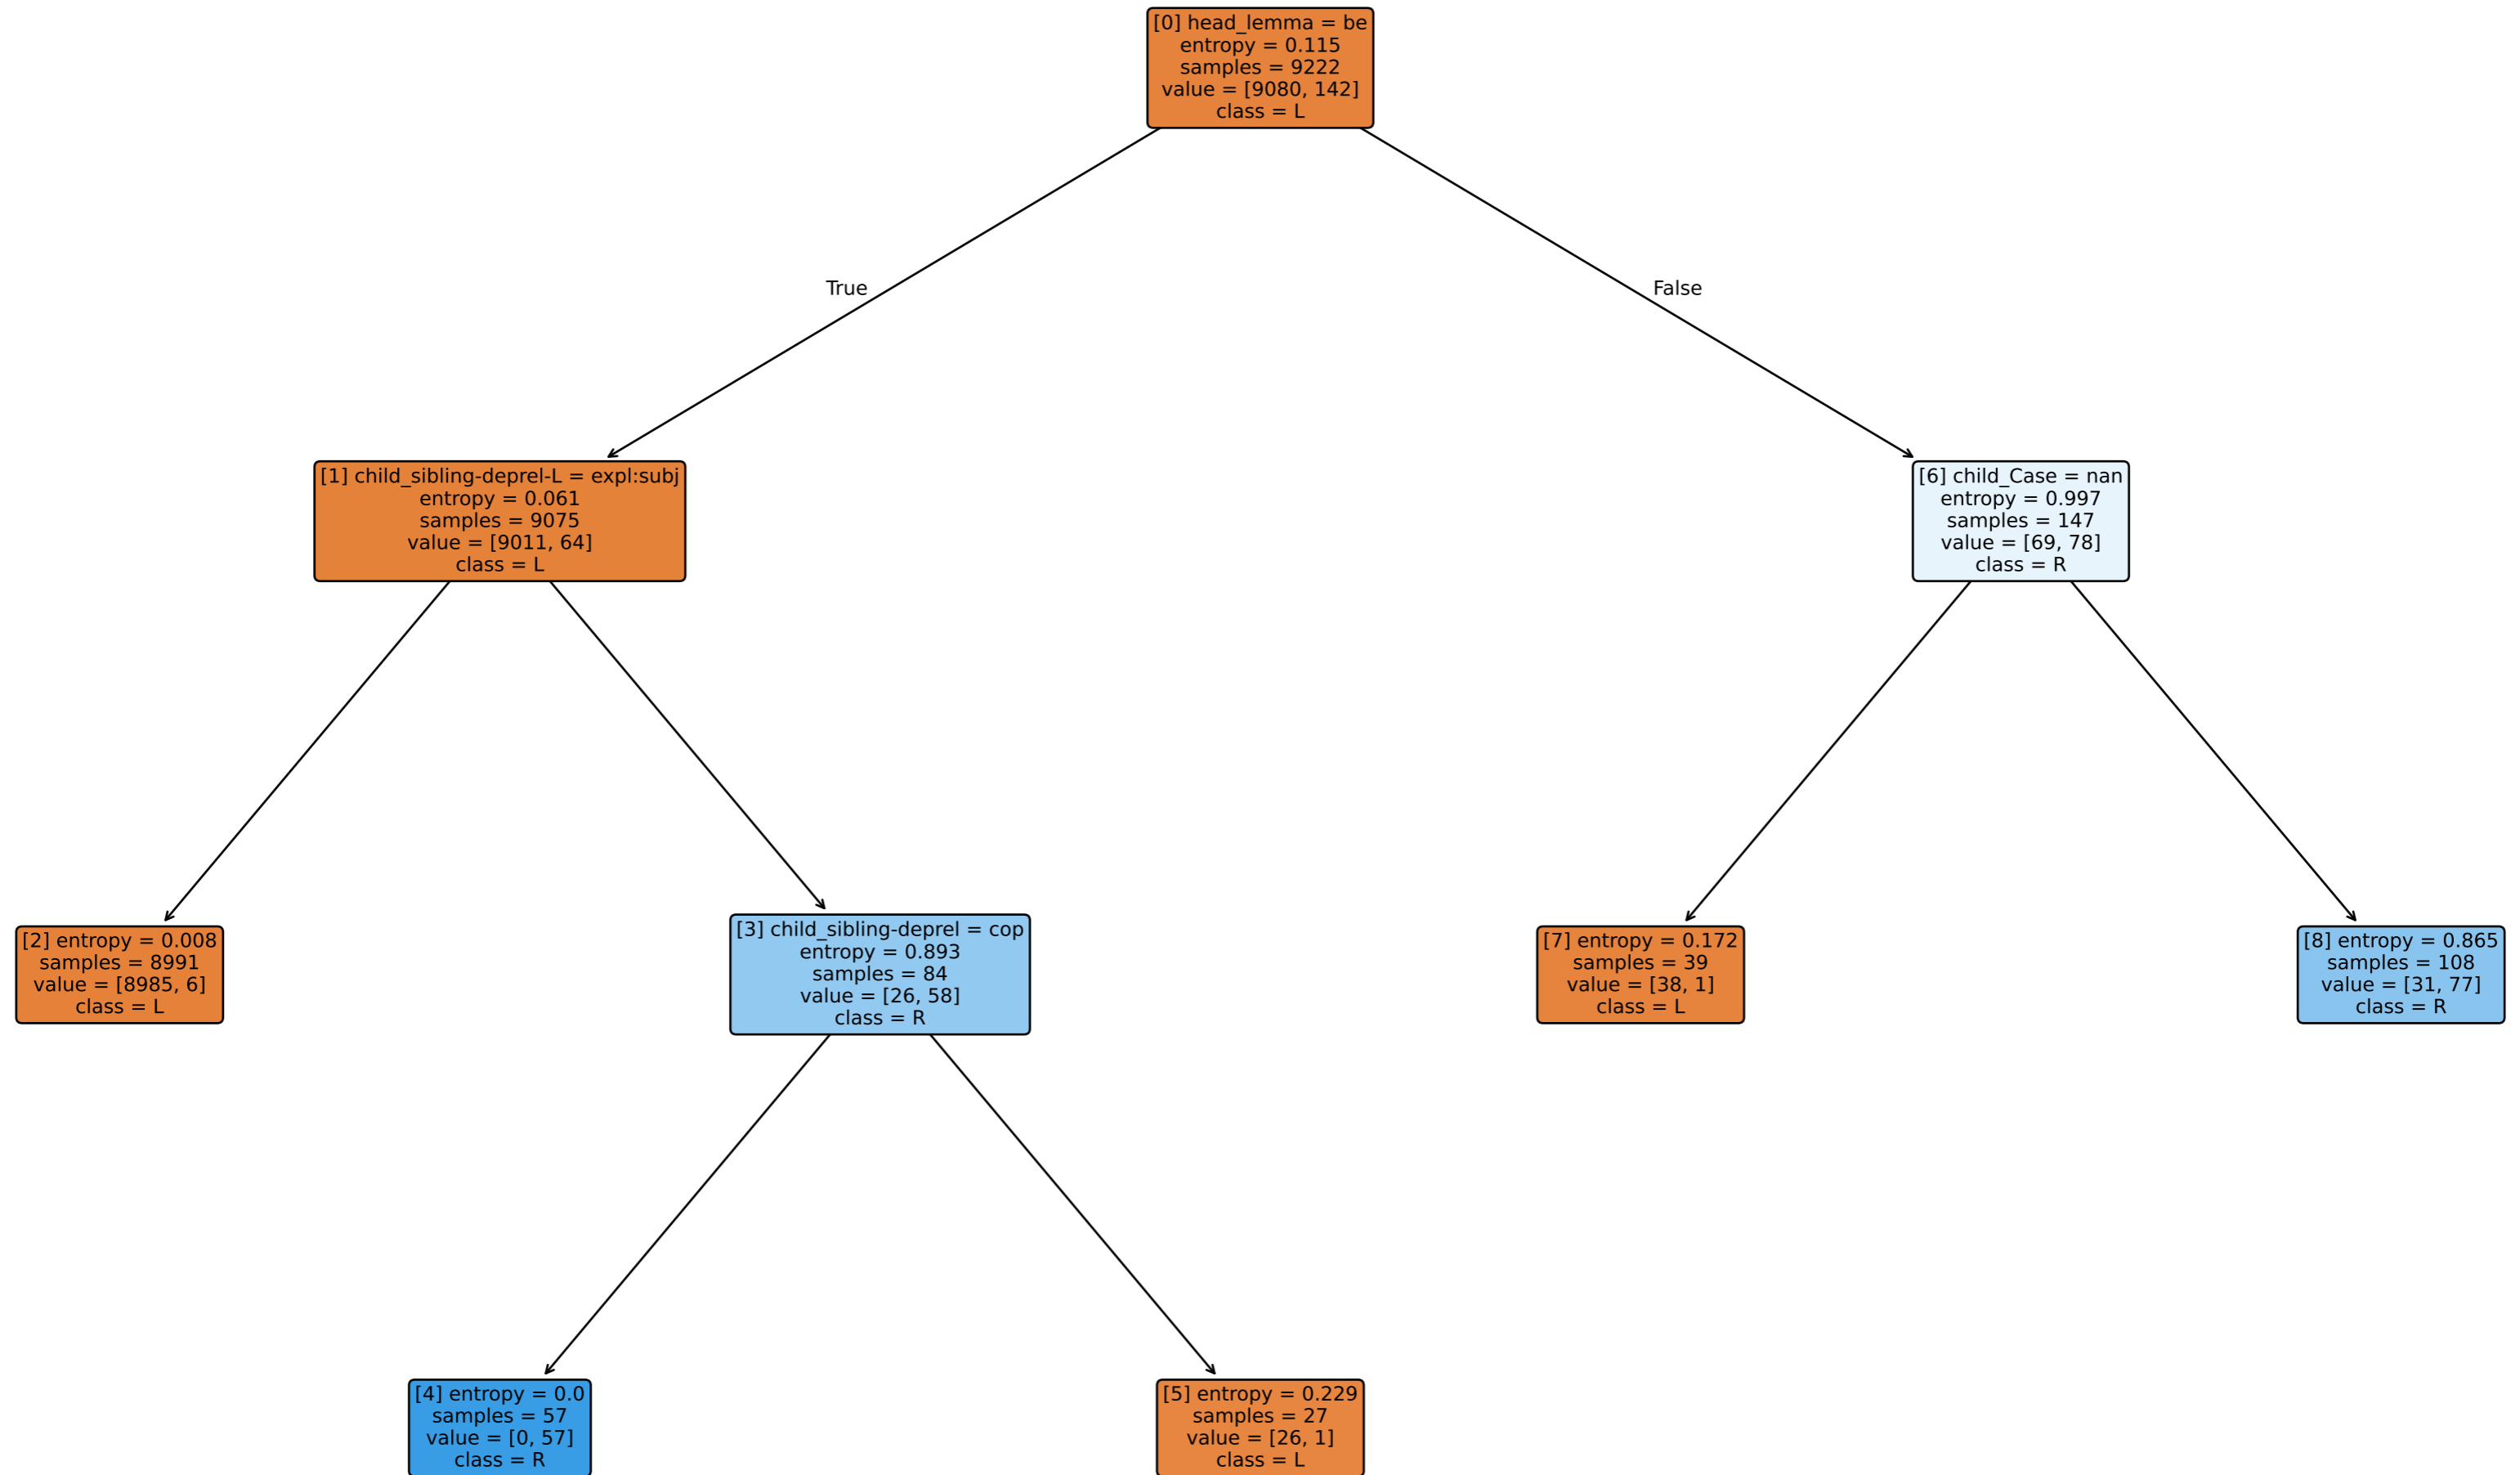 [0] head_lemma = be
entropy = 0.115
samples = 9222
value = [9080, 142]
class = L
True
False
[1] child_sibling-deprel-L = expl:subj
entropy = 0.061
samples = 9075
value = [9011, 64]
class = L
[6] child_Case = nan
entropy = 0.997
samples = 147
value = [69, 78]
class = R
[2] entropy = 0.008
samples = 8991
value = [8985, 6]
class = L
[3] child_sibling-deprel = cop
entropy = 0.893
samples = 84
value = [26, 58]
class = R
[7] entropy = 0.172
samples = 39
value = [38, 1]
class = L
[8] entropy = 0.865
samples = 108
value = [31, 77]
class = R
[4] entropy = 0.0
samples = 57
value = [0, 57]
class = R
[5] entropy = 0.229
samples = 27
value = [26, 1]
class = L